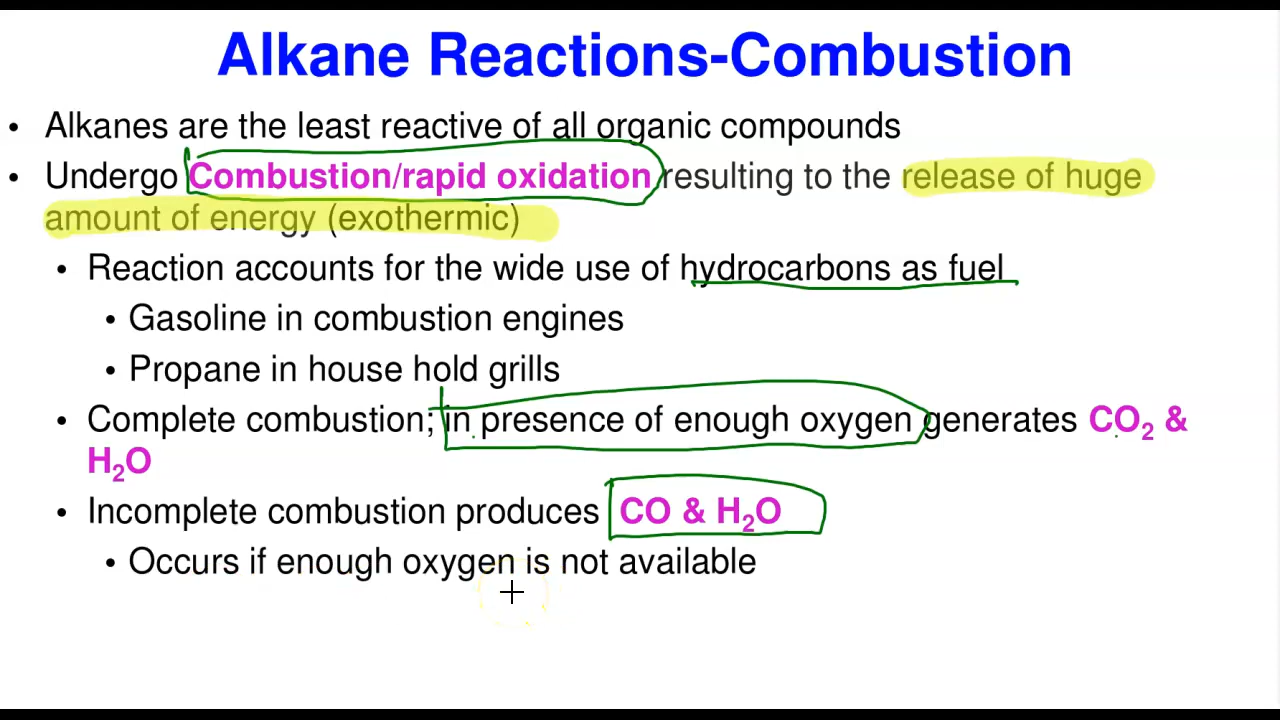 Alkane Reactions-Combustion
• Alkanes are the least reactive of all organic compounds
• Undergo Combustion/rapid oxidation resulting to the release of huge
amount of energy (exothermic)
• Reaction accounts for the wide use of hydrocarbons as fuel
• Gasoline in combustion engines
• Propane in house hold grills
• Complete combustion; in presence of enough oxygen generates CO₂ &
H₂O
• Incomplete combustion produces CO & H₂O
• Occurs if enough oxygen is not available